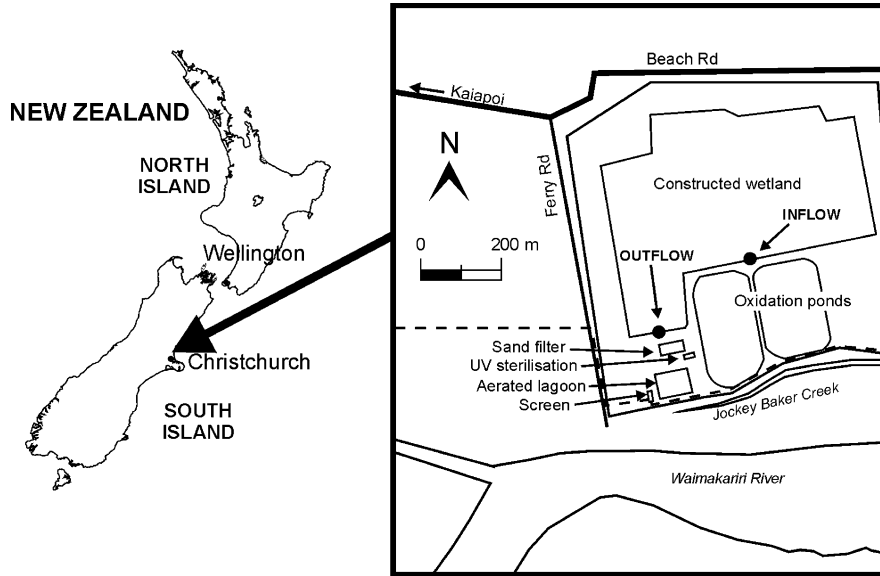 NEW ZEALAND
NORTH
ISLAND
Wellington
Christchurch
SOUTH
ISLAND
Beach Rd
Kaiapoi
N
Ferry Rd
0
200 m
Constructed wetland
INFLOW
OUTFLOW
Oxidation ponds
Sand filter
UV sterilisation
Aerated lagoon
Screen
Jockey Baker Creek
Waimakariri River